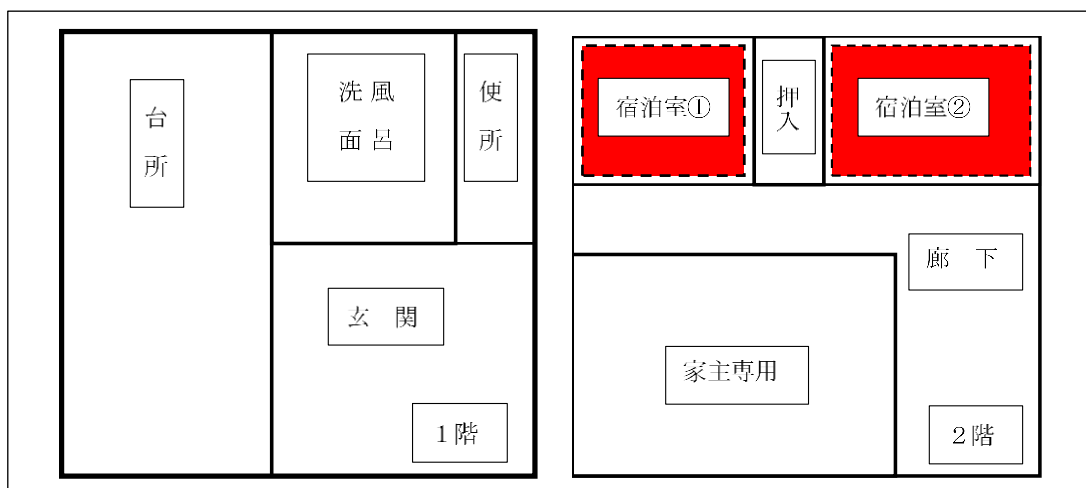 台
所
洗 風
面 呂
便
所
玄　関
１階
宿泊室①
押
入
宿泊室②
廊　下
家主専用
２階